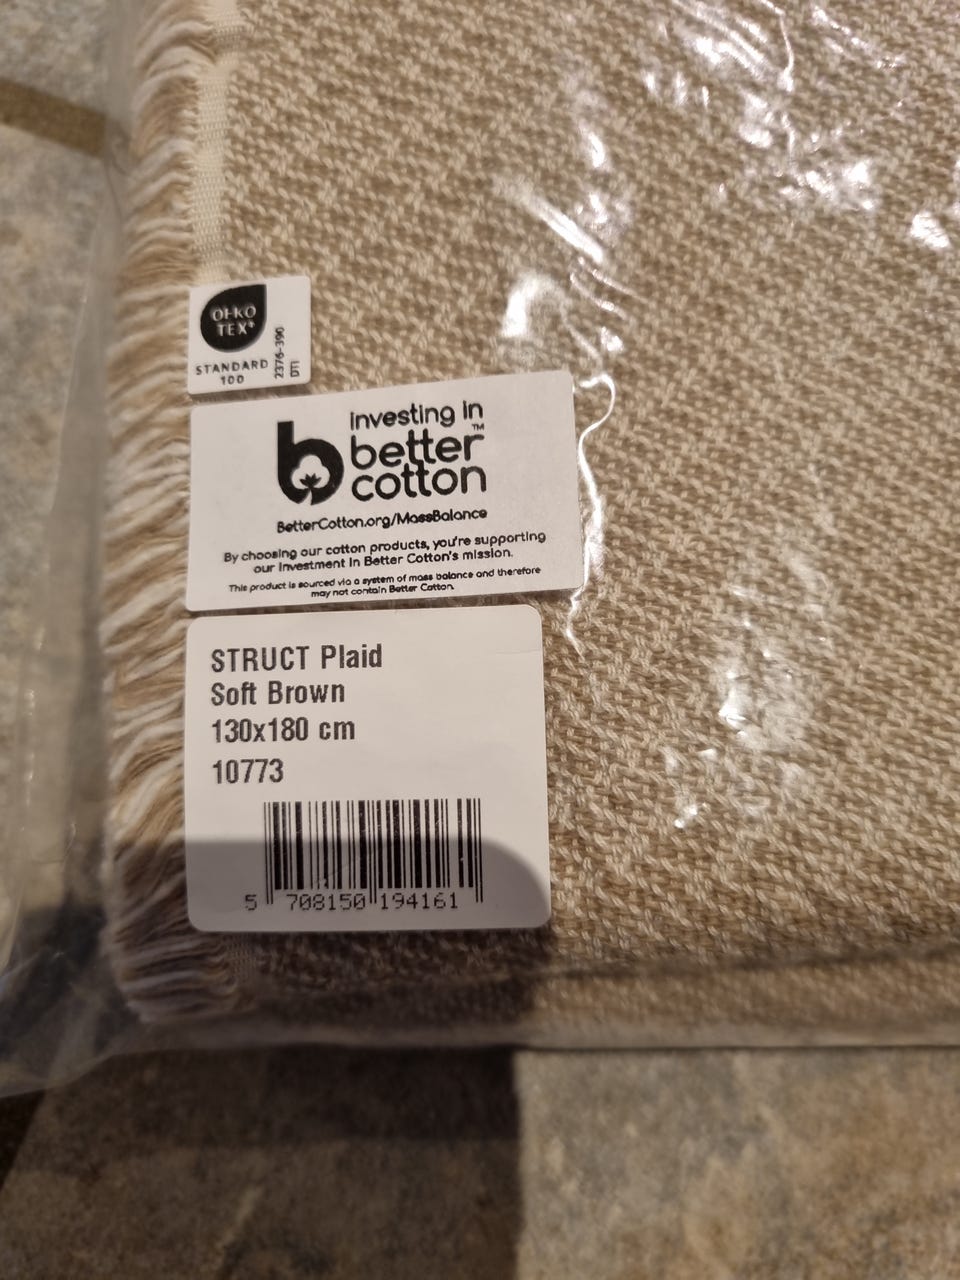 OEKO
TEX®
STANDARD
100
2376-390
DTI
investing in
better™
cotton
BetterCotton.org/MassBalance
By choosing our cotton products, you're supporting
our investment in Better Cotton's mission.
This product is sourced via a system of mass balance and therefore
may not contain Better Cotton.
STRUCT Plaid
Soft Brown
130x180 cm
10773
5 708150 194161